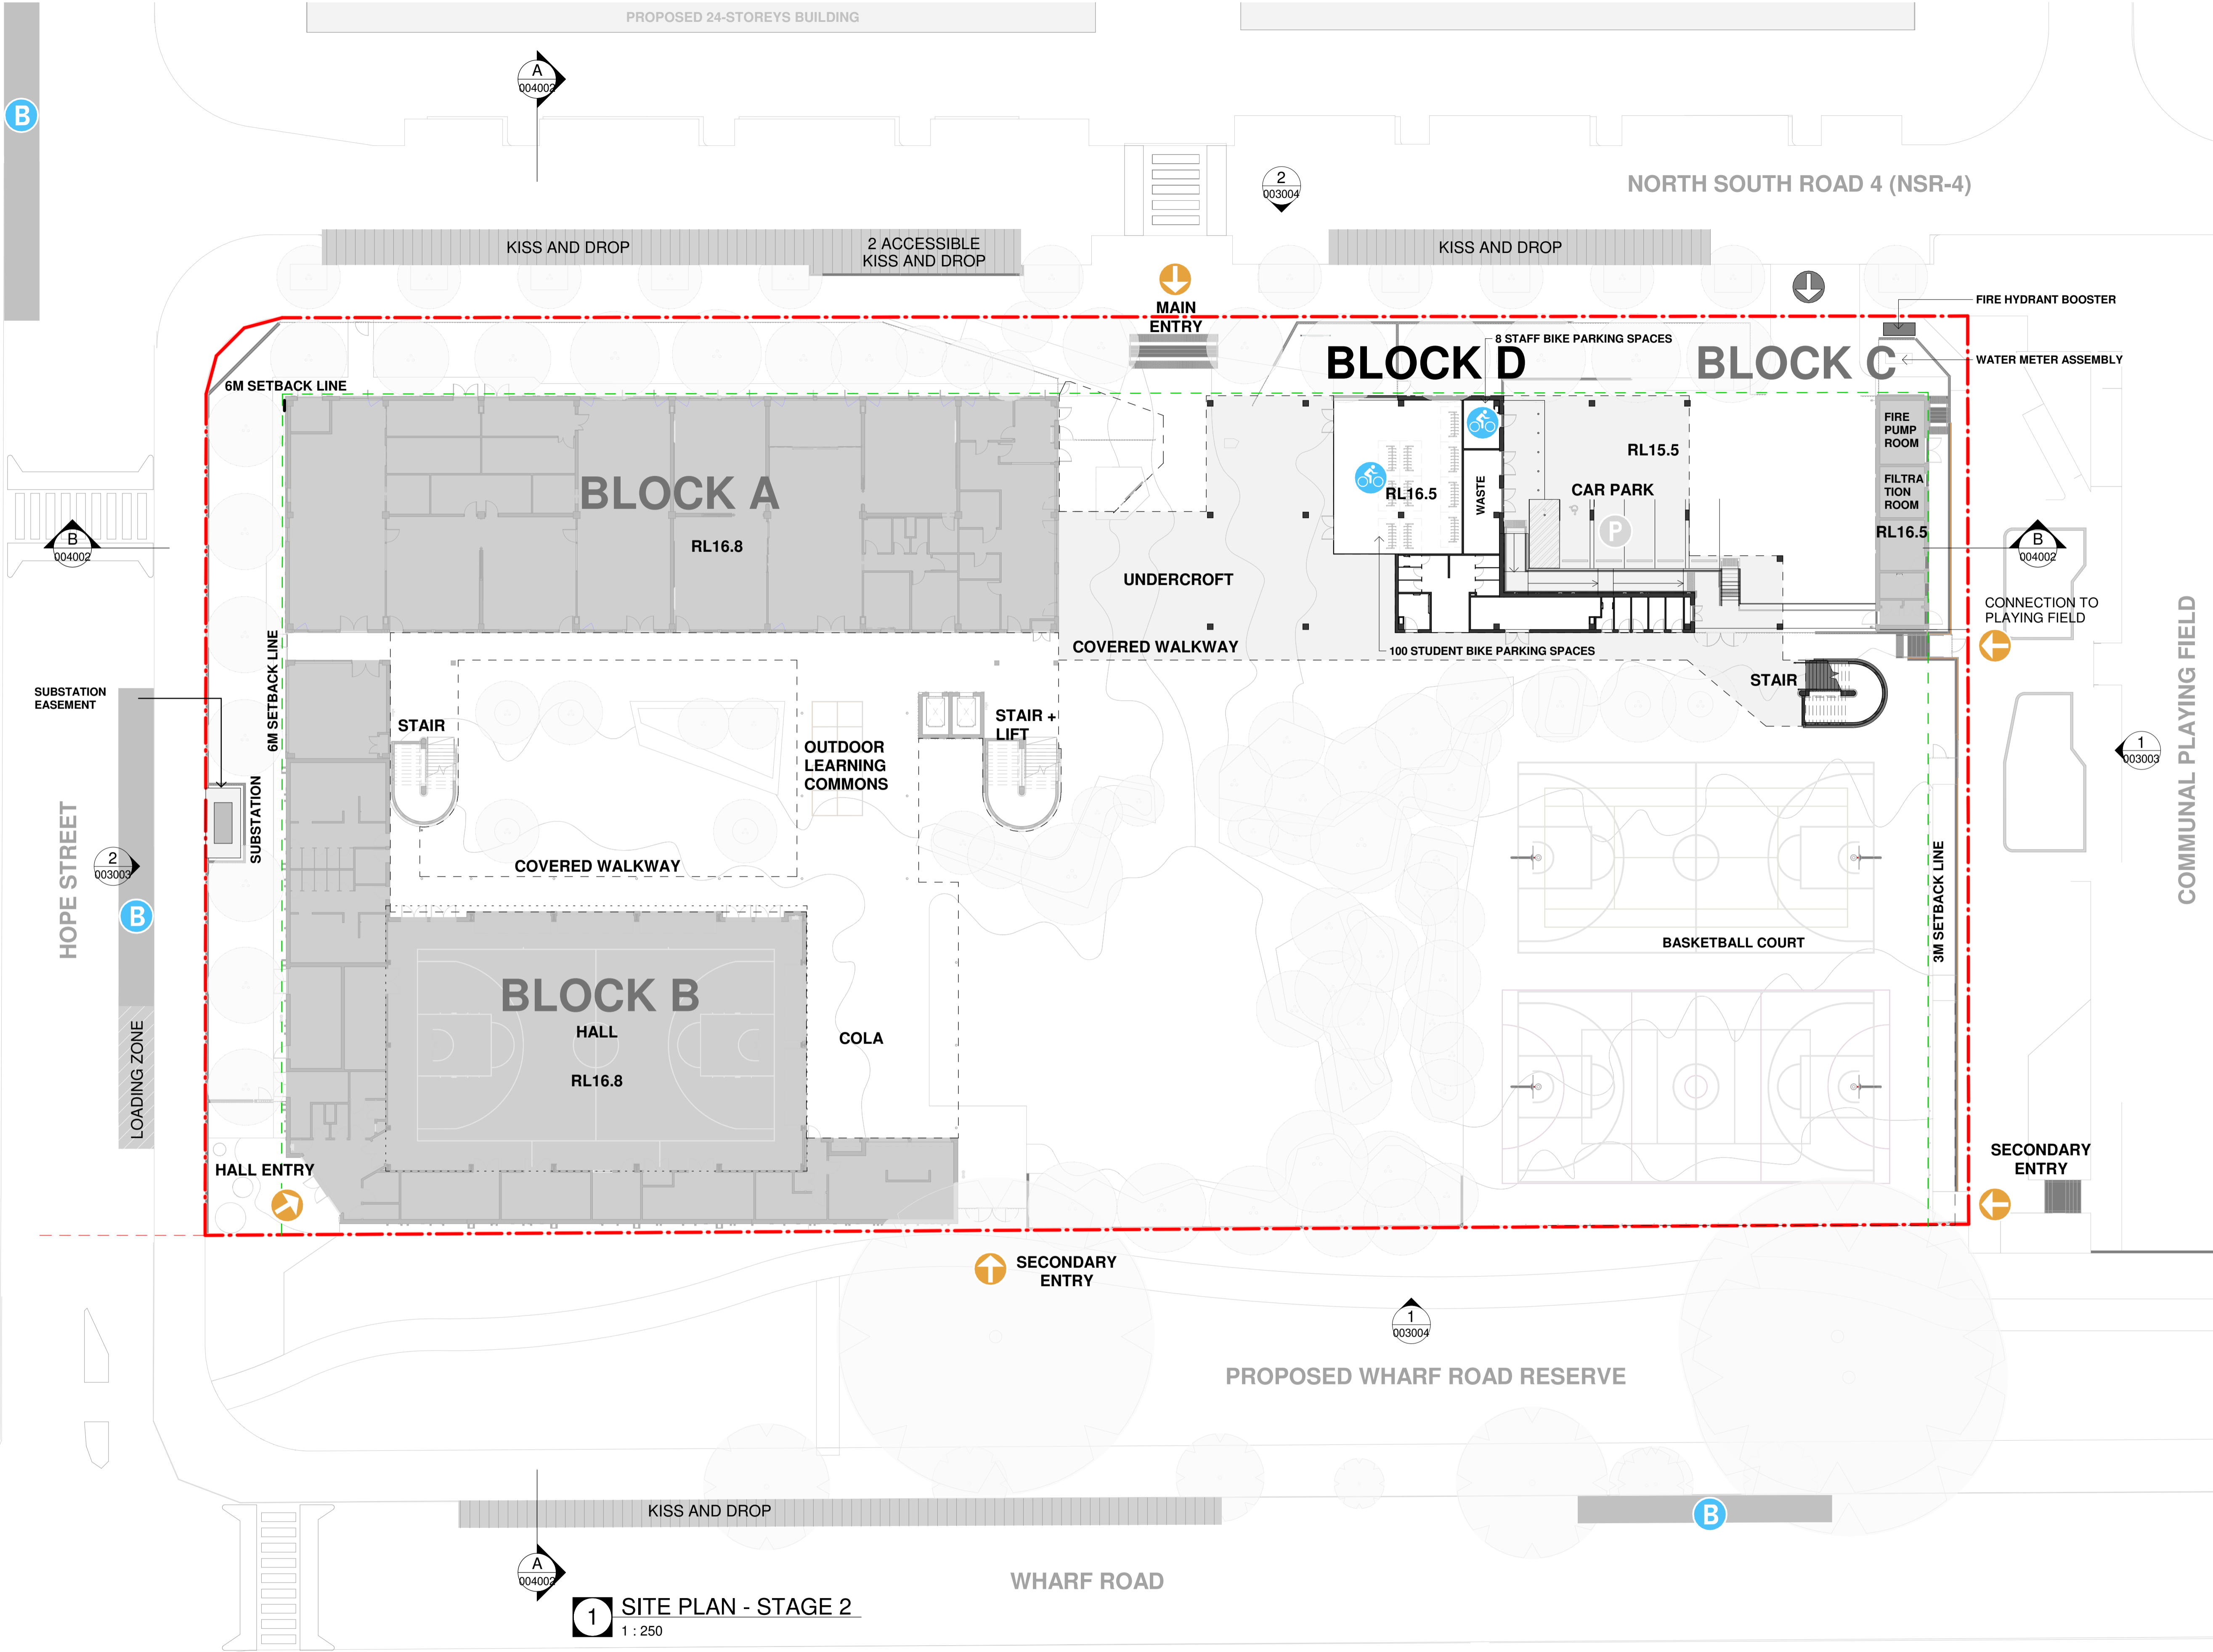 PROPOSED 24-STOREYS BUILDING
A
004002
B
2
003004
NORTH SOUTH ROAD 4 (NSR-4)
KISS AND DROP
2 ACCESSIBLE
KISS AND DROP
KISS AND DROP
MAIN
ENTRY
FIRE HYDRANT BOOSTER
8 STAFF BIKE PARKING SPACES
BLOCK D
BLOCK C
WATER METER ASSEMBLY
6M SETBACK LINE
FIRE
PUMP
ROOM
RL15.5
BLOCK A
CAR PARK
RL16.5
WASTE
FILTRA
TION
ROOM
P
RL16.5
B
004002
RL16.8
B
004002
UNDERCROFT
CONNECTION TO
PLAYING FIELD
COVERED WALKWAY
100 STUDENT BIKE PARKING SPACES
6M SETBACK LINE
SUBSTATION
EASEMENT
STAIR
STAIR
STAIR +
LIFT
OUTDOOR
LEARNING
COMMONS
1
003003
COMMUNAL PLAYING FIELD
SUBSTATION
HOPE STREET
2
003003
COVERED WALKWAY
B
3M SETBACK LINE
BASKETBALL COURT
BLOCK B
HALL
COLA
RL16.8
LOADING ZONE
HALL ENTRY
SECONDARY
ENTRY
SECONDARY
ENTRY
1
003004
PROPOSED WHARF ROAD RESERVE
KISS AND DROP
B
A
004002
WHARF ROAD
1
SITE PLAN - STAGE 2
1 : 250